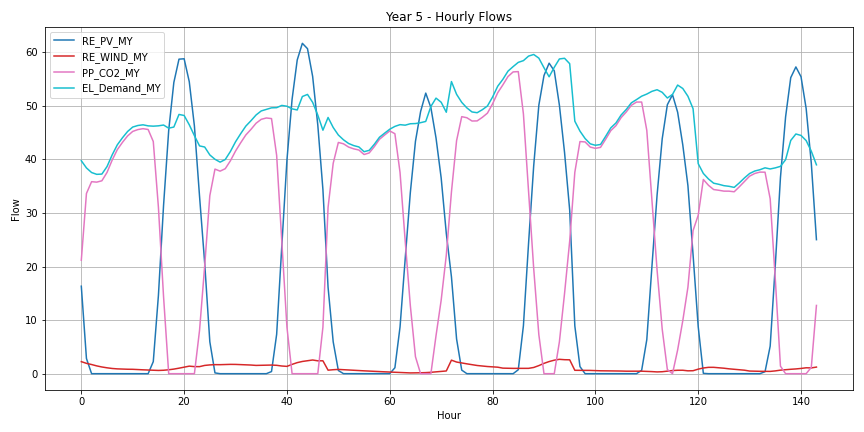 Year 5 - Hourly Flows
RE_PV_MY
RE_WIND_MY
PP_CO2_MY
EL_Demand_MY
60
50
40
30
20
10
0
Flow
0 20 40 60 80 100 120 140
Hour